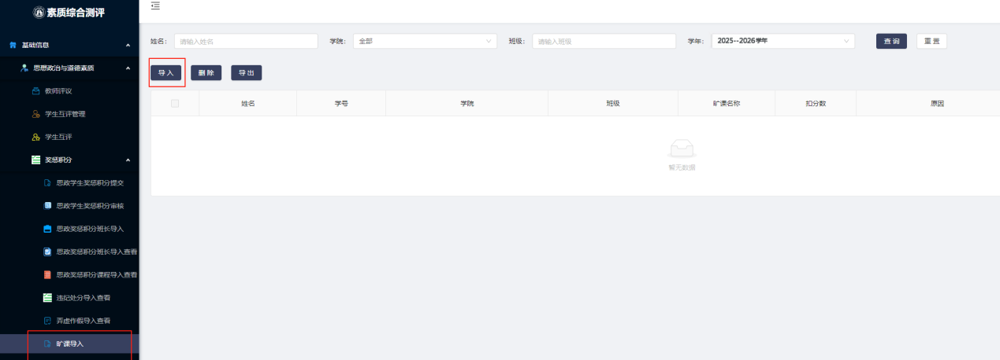 素质综合测评
基础信息
思想政治与道德素质
教师评议
学生互评管理
学生互评
奖惩积分
思政学生奖惩积分提交
思政学生奖惩积分审核
思政奖惩积分班长导入
思政奖惩积分班长导入查看
思政奖惩积分课程导入查看
违纪处分导入查看
弄虚作假导入查看
旷课导入
姓名: 请输入姓名 学院: 全部 班级: 请输入班级 学年: 2025--2026学年 查询 重置
导入 删除 导出
姓名 学号 学院 班级 旷课名称 扣分数 原因
暂无数据